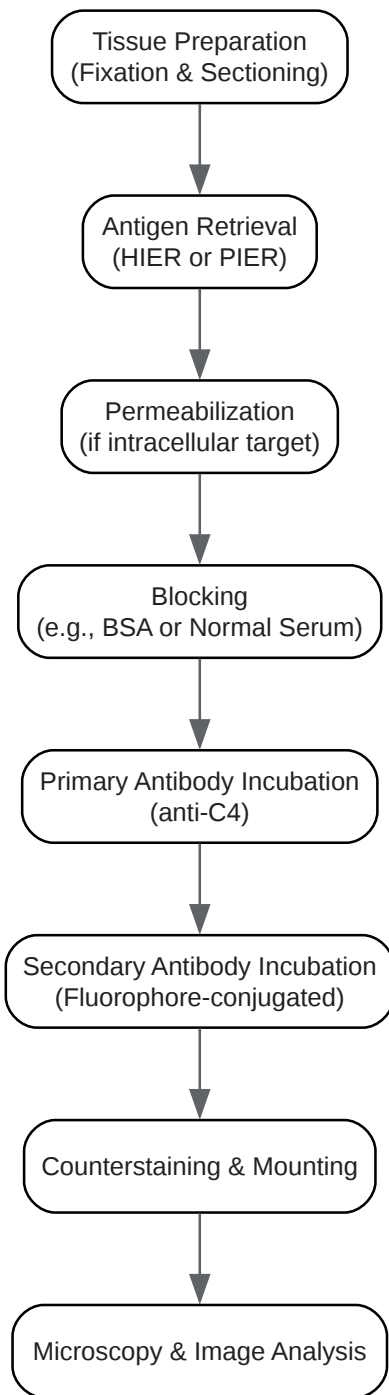 Tissue Preparation
(Fixation & Sectioning)
Antigen Retrieval
(HIER or PIER)
Permeabilization
(if intracellular target)
Blocking
(e.g., BSA or Normal Serum)
Primary Antibody Incubation
(anti-C4)
Secondary Antibody Incubation
(Fluorophore-conjugated)
Counterstaining & Mounting
Microscopy & Image Analysis